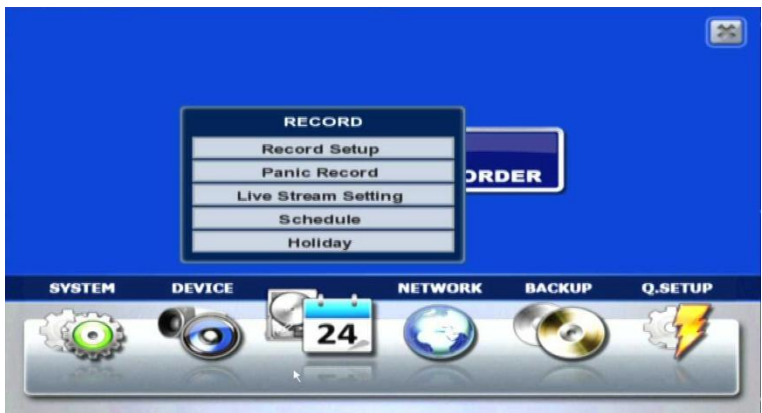 RECORD
Record Setup
Panic Record
ORDER
Live Stream Setting
Schedule
Holiday
SYSTEM DEVICE NETWORK BACKUP Q.SETUP
24